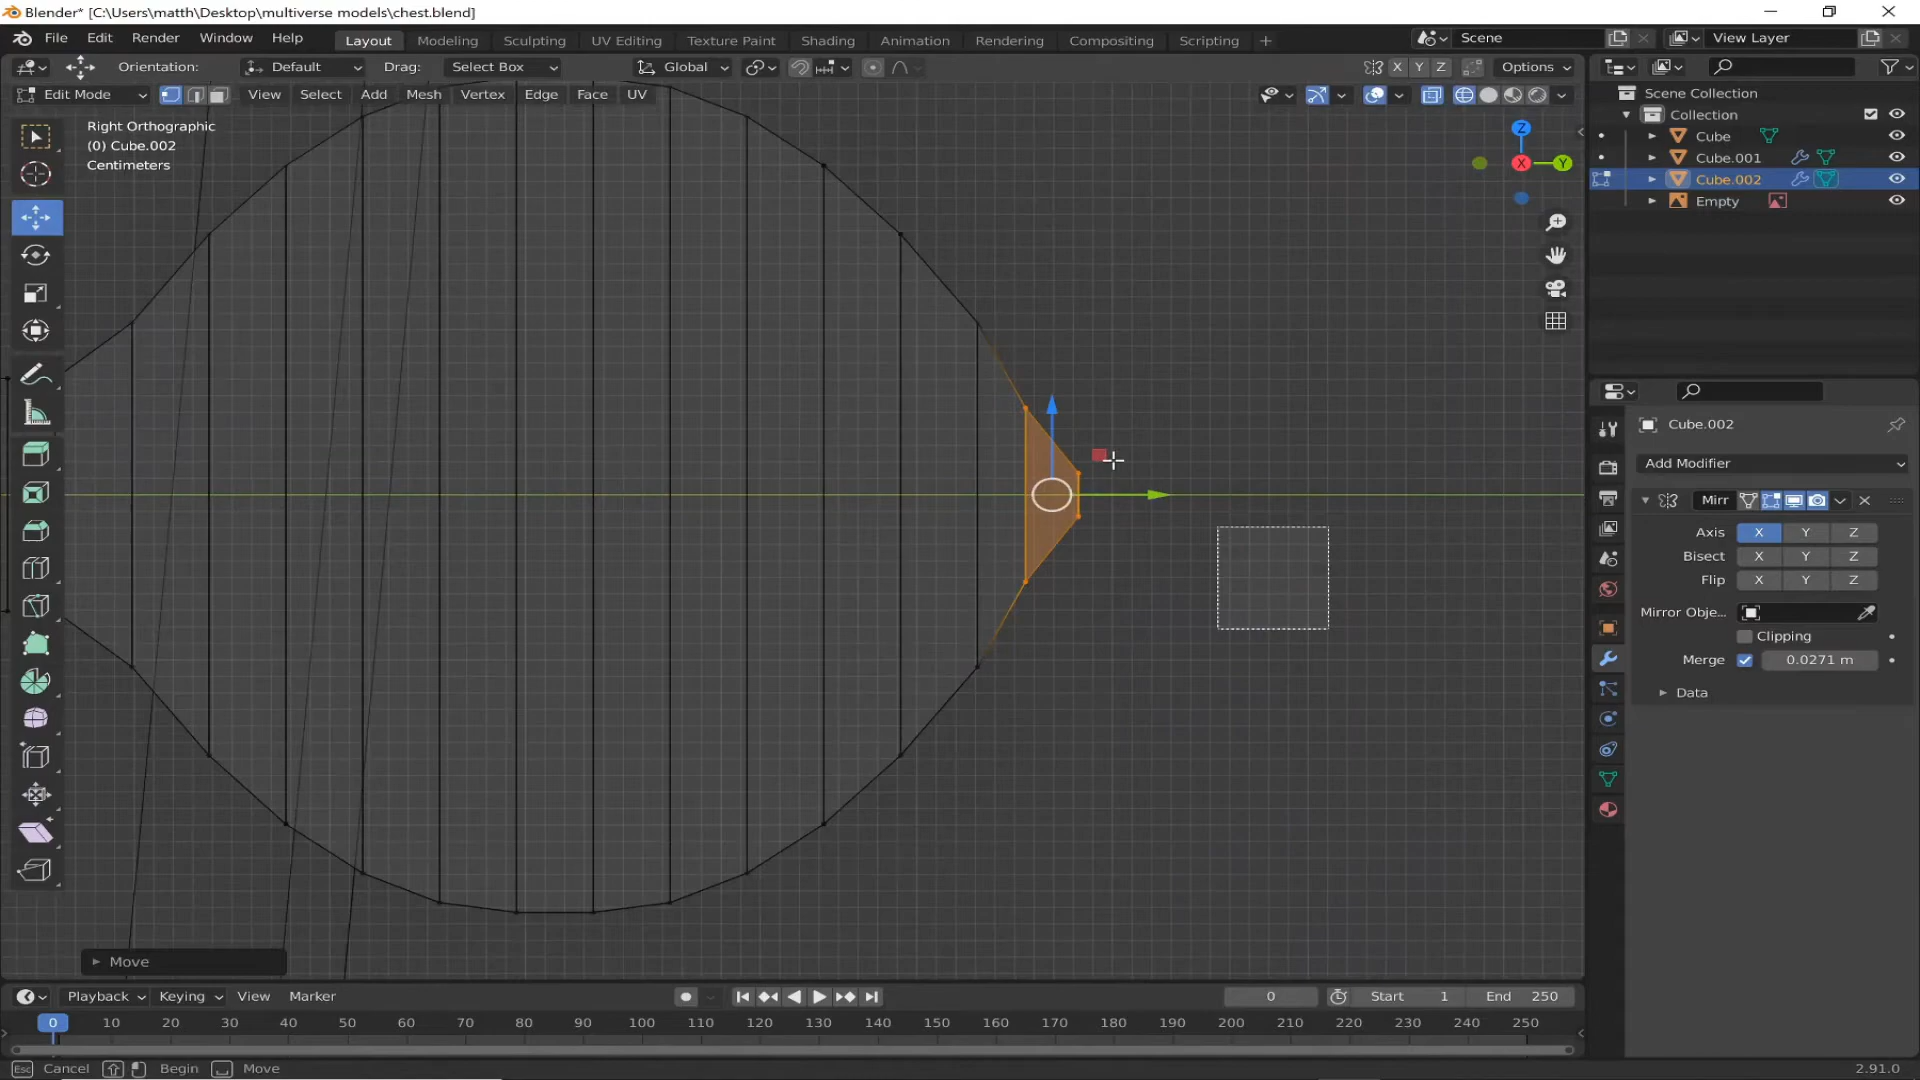 Blender* [C:\Users\matth\Desktop\multiverse models\chest.blend]
File Edit Render Window Help Layout Modeling Sculpting UV Editing Texture Paint Shading Animation Rendering Compositing Scripting + Scene View Layer
Orientation: Default Drag: Select Box Global X Y Z Options
Edit Mode View Select Add Mesh Vertex Edge Face UV
Right Orthographic
(0) Cube.002
Centimeters
Z
X
Y
Scene Collection
Collection
Cube
Cube.001
Cube.002
Empty
Cube.002
Add Modifier
Mirr
Axis X Y Z
Bisect X Y Z
Flip X Y Z
Mirror Obje...
Clipping
Merge 0.0271 m
Data
Move
Playback Keying View Marker 0 Start 1 End 250
0 10 20 30 40 50 60 70 80 90 100 110 120 130 140 150 160 170 180 190 200 210 220 230 240 250
Esc Cancel Begin Move 2.91.0